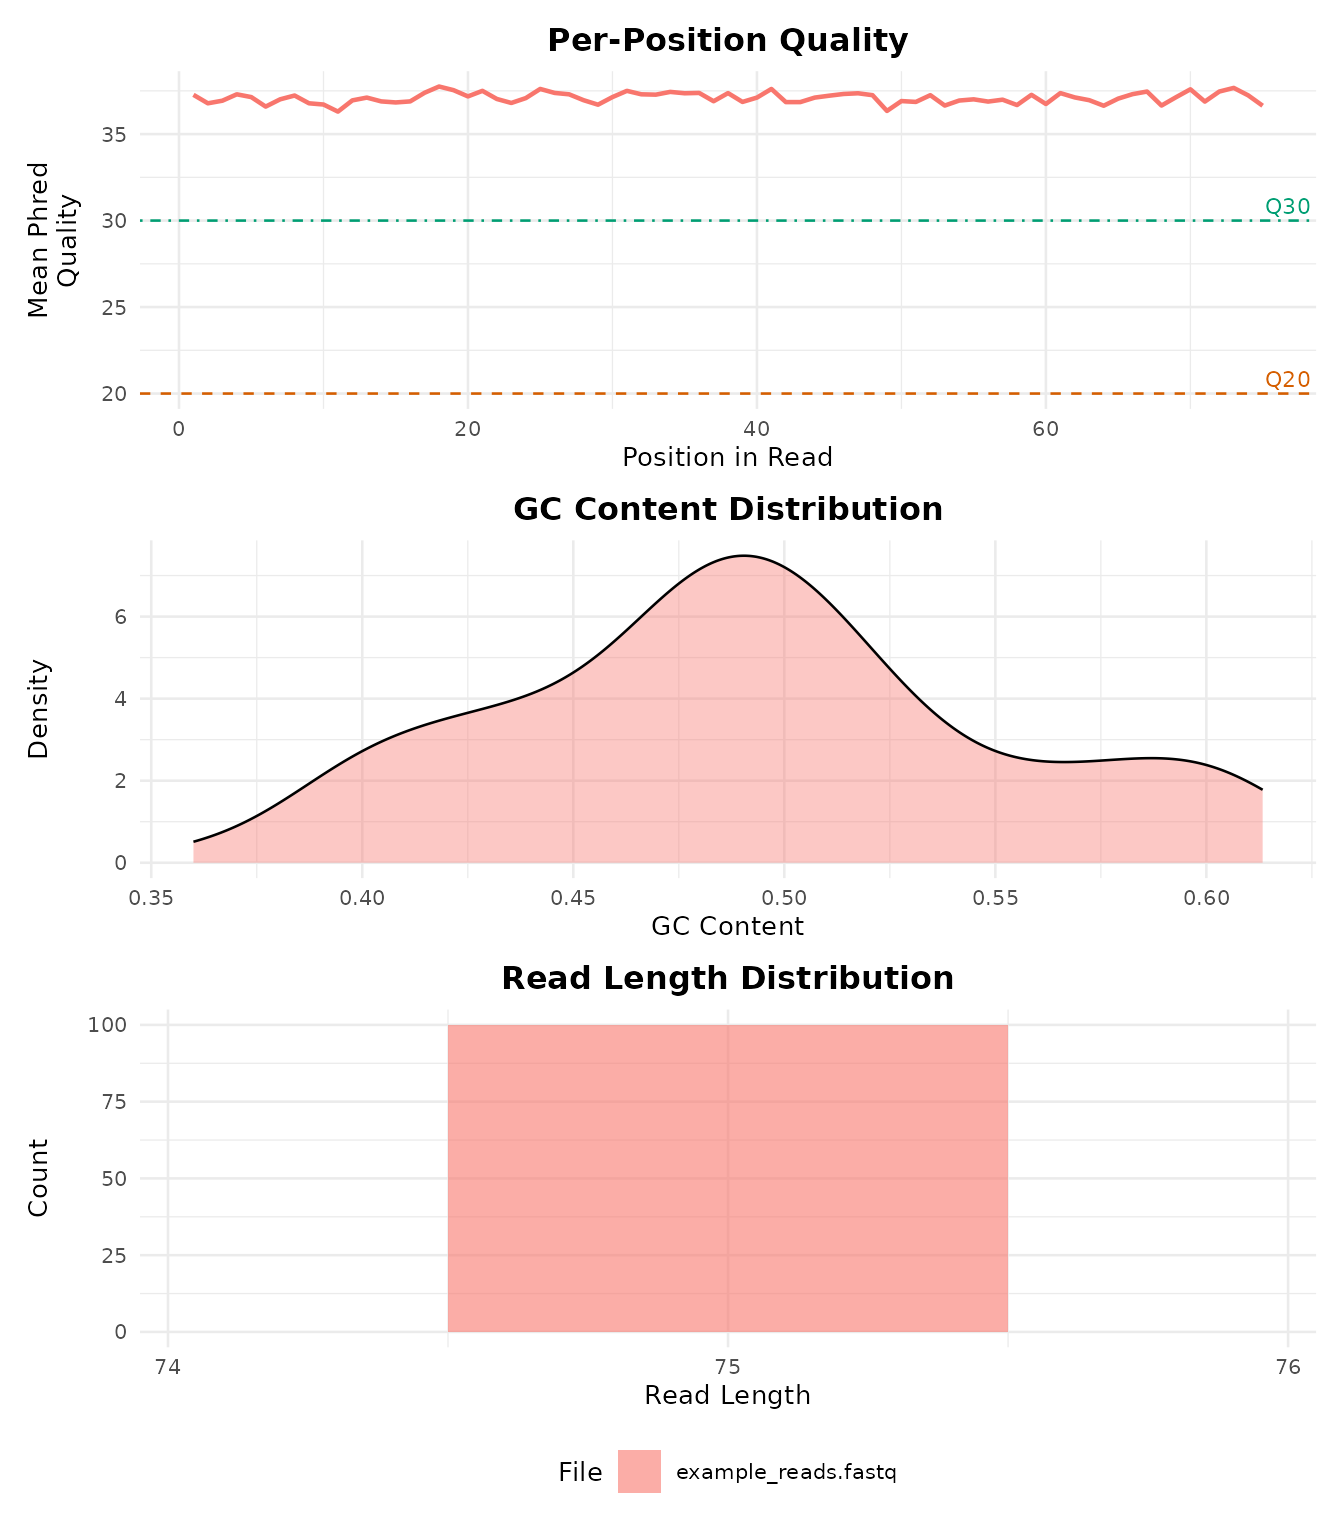 Per-Position Quality
Mean Phred
Quality
35
30
25
20
Q30
Q20
0 20 40 60
Position in Read
GC Content Distribution
Density
6
4
2
0
0.35 0.40 0.45 0.50 0.55 0.60
GC Content
Read Length Distribution
Count
100
75
50
25
0
74 75 76
Read Length
File example_reads.fastq